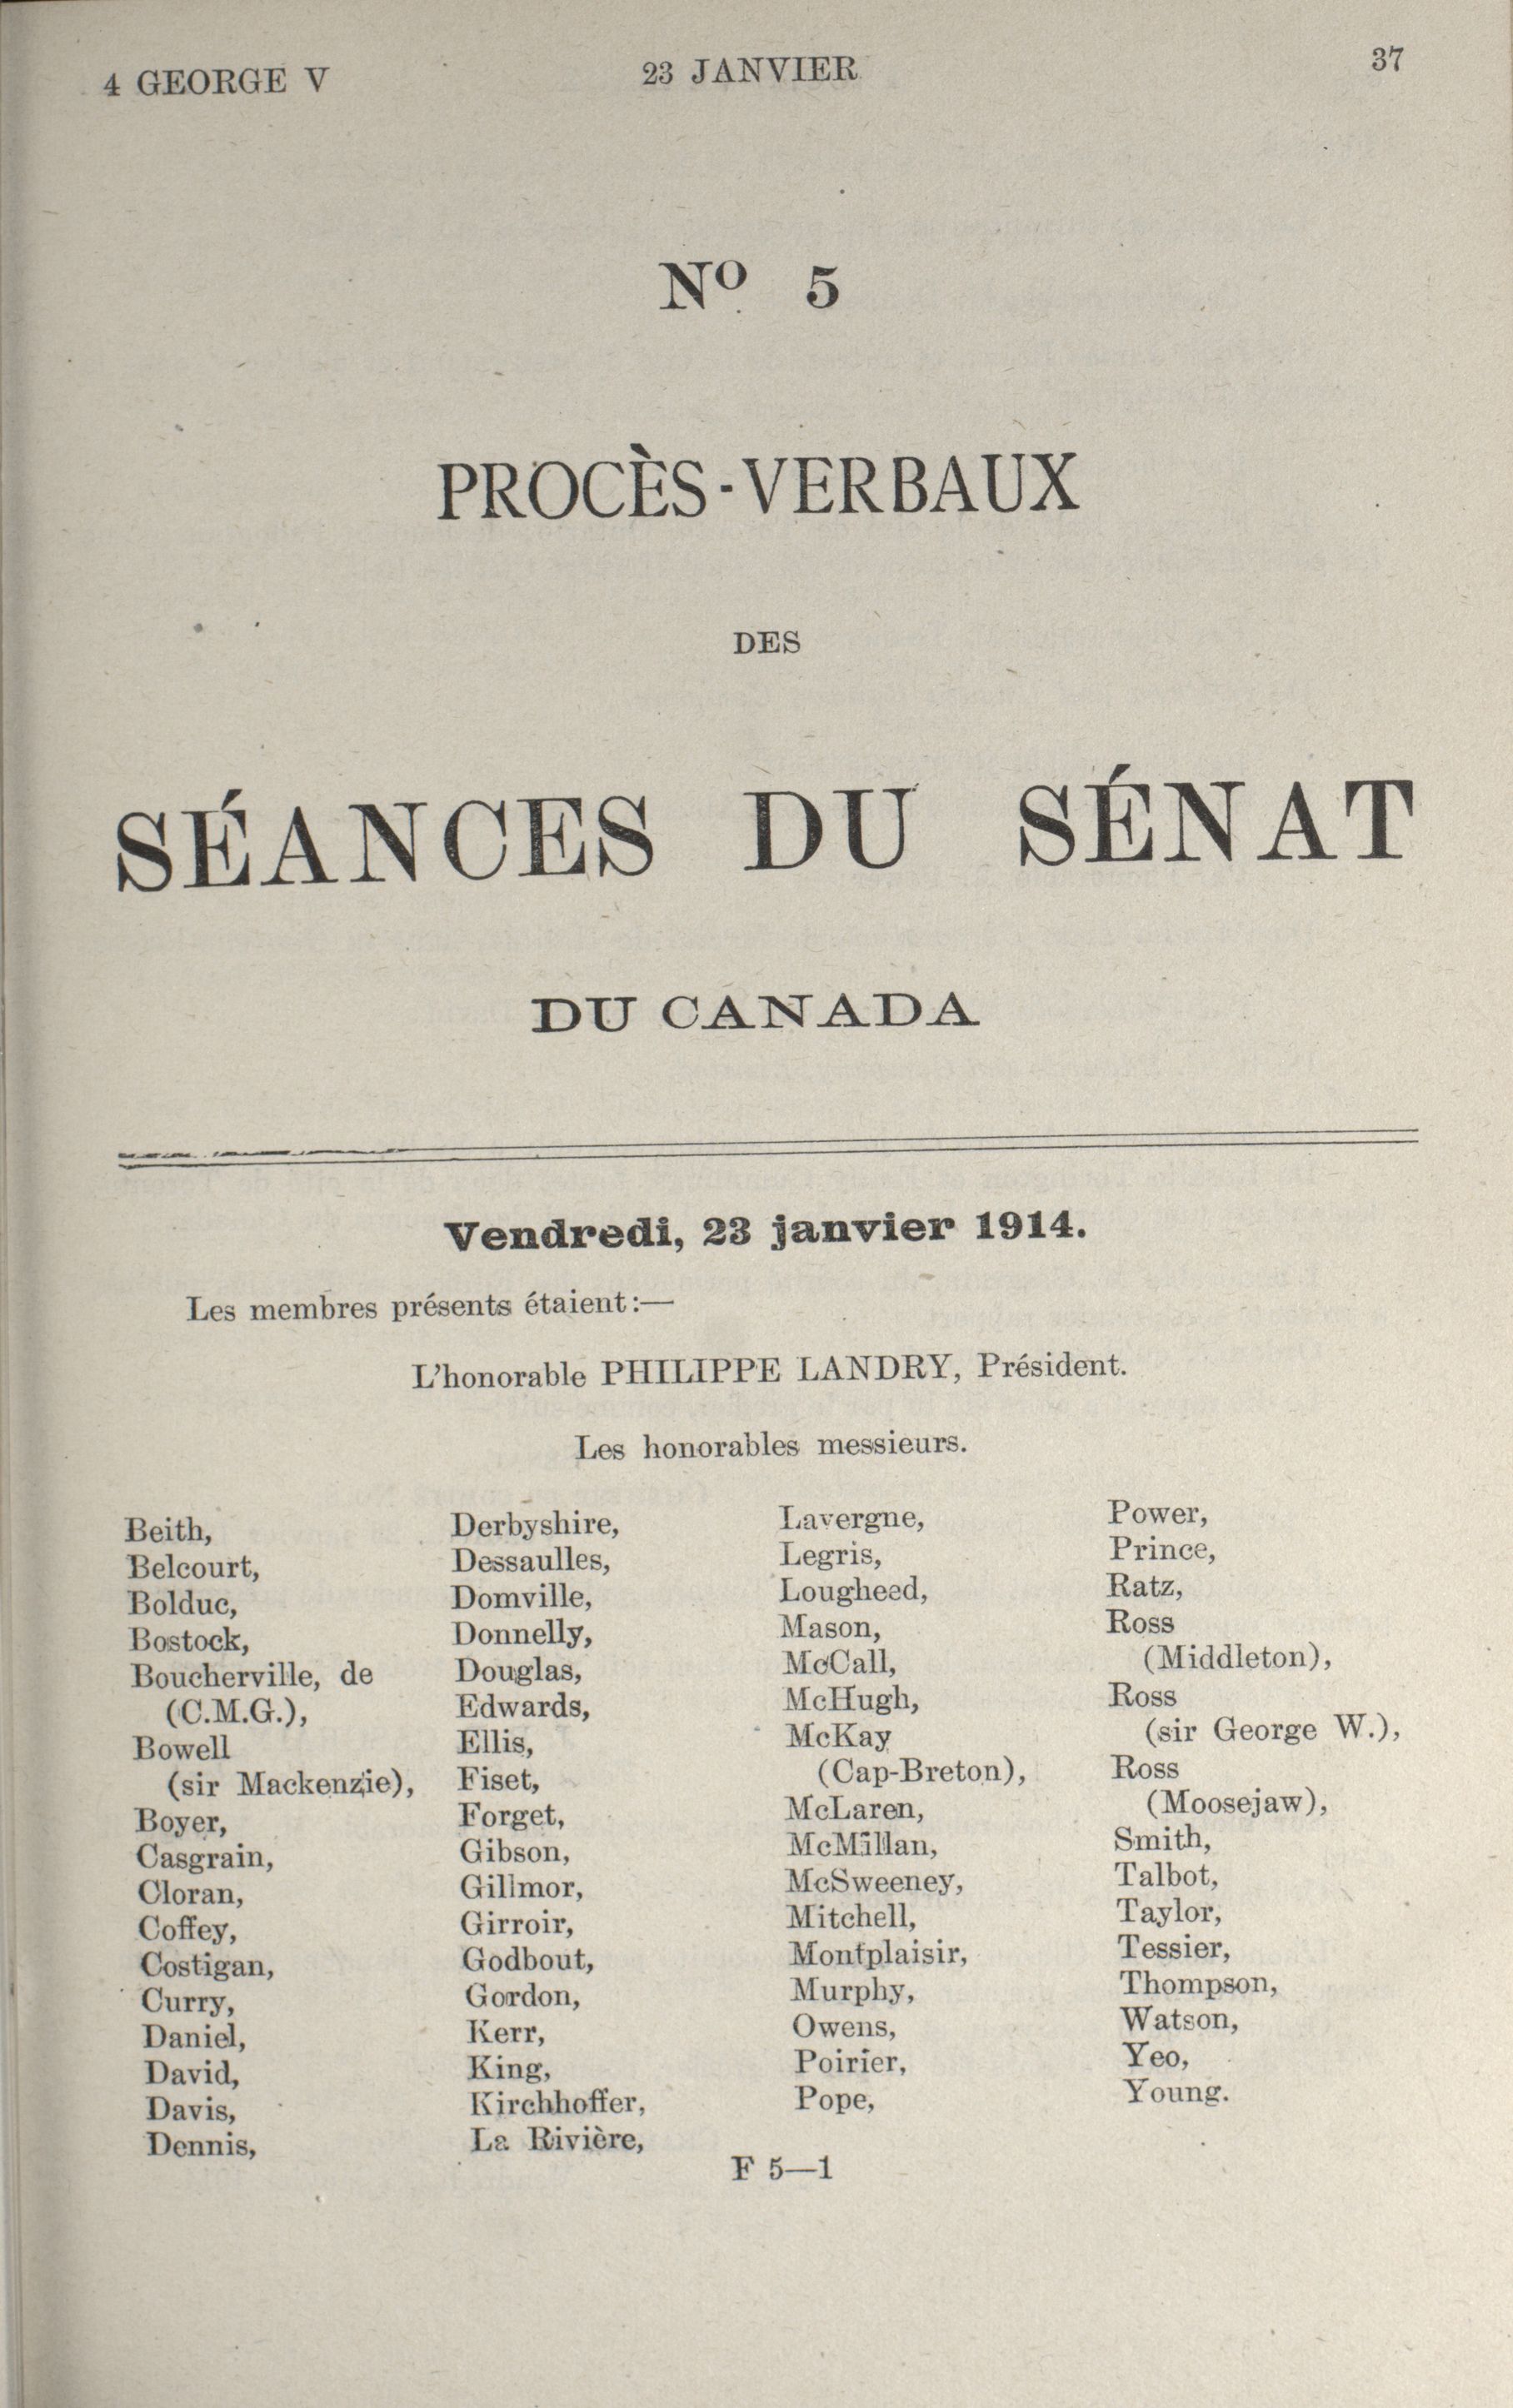 4 GEORGE V
23 JANVIER
37
Nº 5
PROCÈS-VERBAUX
DES
SÉANCES DU SÉNAT
DU CANADA
Vendredi, 23 janvier 1914.
Les membres présents étaient:—
L'honorable PHILIPPE LANDRY, Président.
Les honorables messieurs.
Beith,
Belcourt,
Bolduc,
Bostock,
Boucherville, de
(C.M.G.),
Bowell
(sir Mackenzie),
Boyer,
Casgrain,
Cloran,
Coffey,
Costigan,
Curry,
Daniel,
David,
Davis,
Dennis,
Derbyshire,
Dessaulles,
Domville,
Donnelly,
Douglas,
Edwards,
Ellis,
Fiset,
Forget,
Gibson,
Gillmor,
Girroir,
Godbout,
Gordon,
Kerr,
King,
Kirchhoffer,
La Rivière,
Lavergne,
Legris,
Lougheed,
Mason,
McCall,
McHugh,
McKay
(Cap-Breton),
McLaren,
McMillan,
McSweeney,
Mitchell,
Montplaisir,
Murphy,
Owens,
Poirier,
Pope,
Power,
Prince,
Ratz,
Ross
(Middleton),
Ross
(sir George W.),
Ross
(Moosejaw),
Smith,
Talbot,
Taylor,
Tessier,
Thompson,
Watson,
Yeo,
Young.
F 5—1